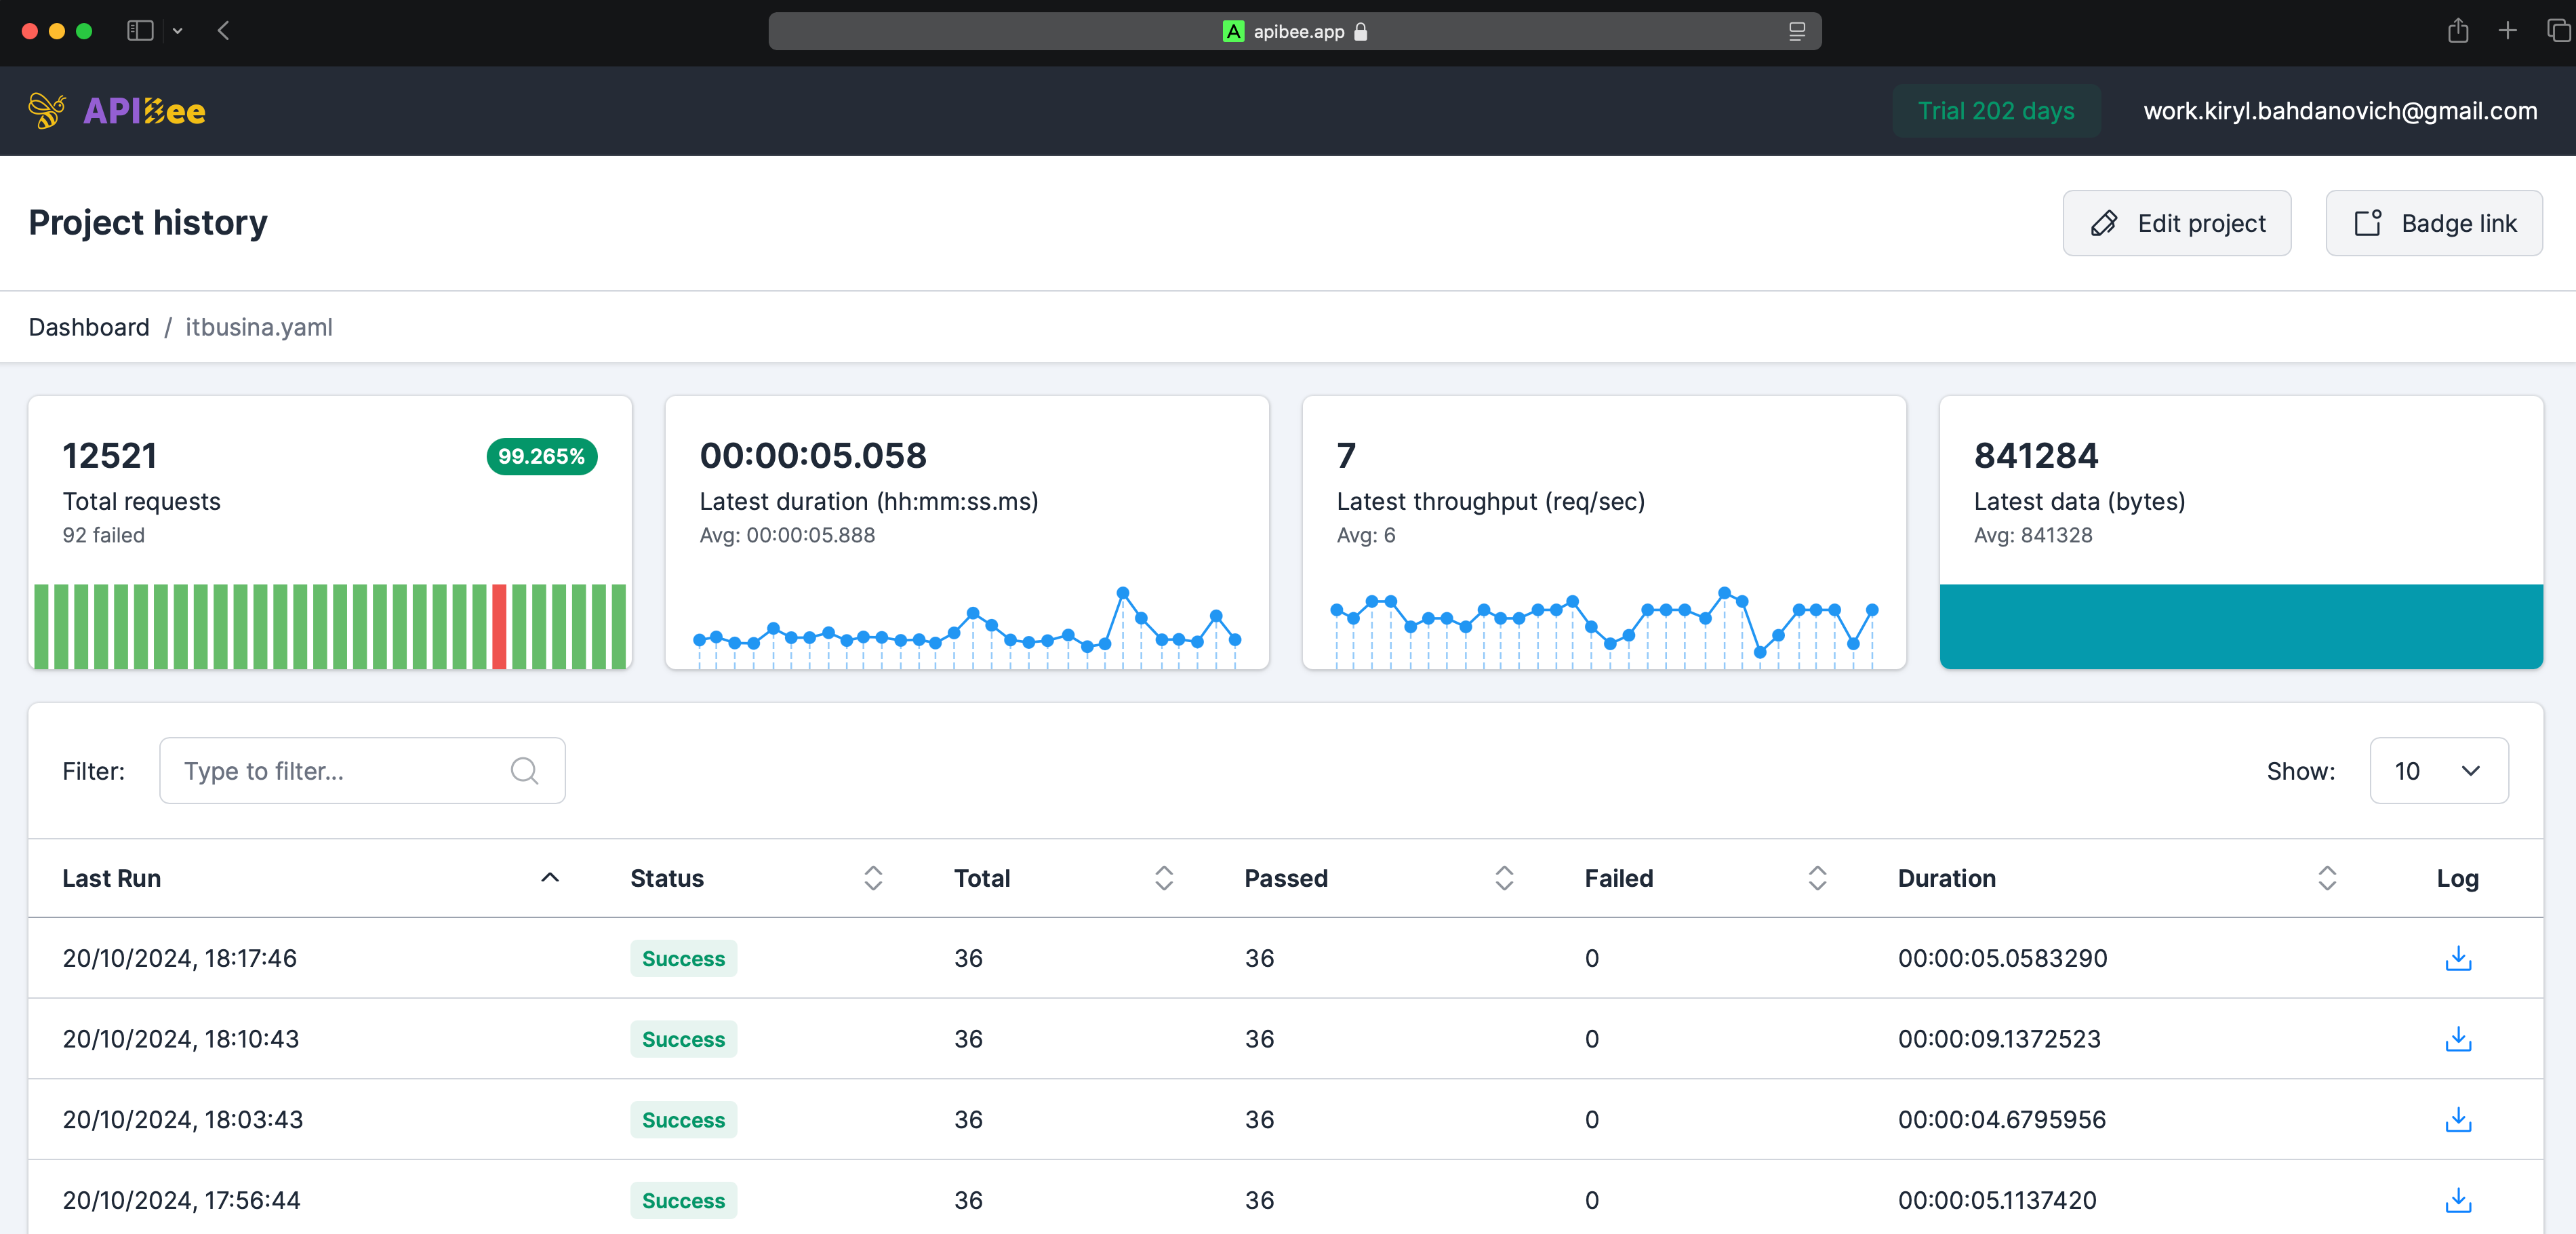 A apibee.app
APIBee Trial 202 days work.kiryl.bahdanovich@gmail.com
Project history Edit project Badge link
Dashboard / itbusina.yaml
12521 99.265%
Total requests
92 failed
00:00:05.058
Latest duration (hh:mm:ss.ms)
Avg: 00:00:05.888
7
Latest throughput (req/sec)
Avg: 6
841284
Latest data (bytes)
Avg: 841328
Filter: Type to filter... Show: 10
Last Run Status Total Passed Failed Duration Log
20/10/2024, 18:17:46 Success 36 36 0 00:00:05.0583290
20/10/2024, 18:10:43 Success 36 36 0 00:00:09.1372523
20/10/2024, 18:03:43 Success 36 36 0 00:00:04.6795956
20/10/2024, 17:56:44 Success 36 36 0 00:00:05.1137420